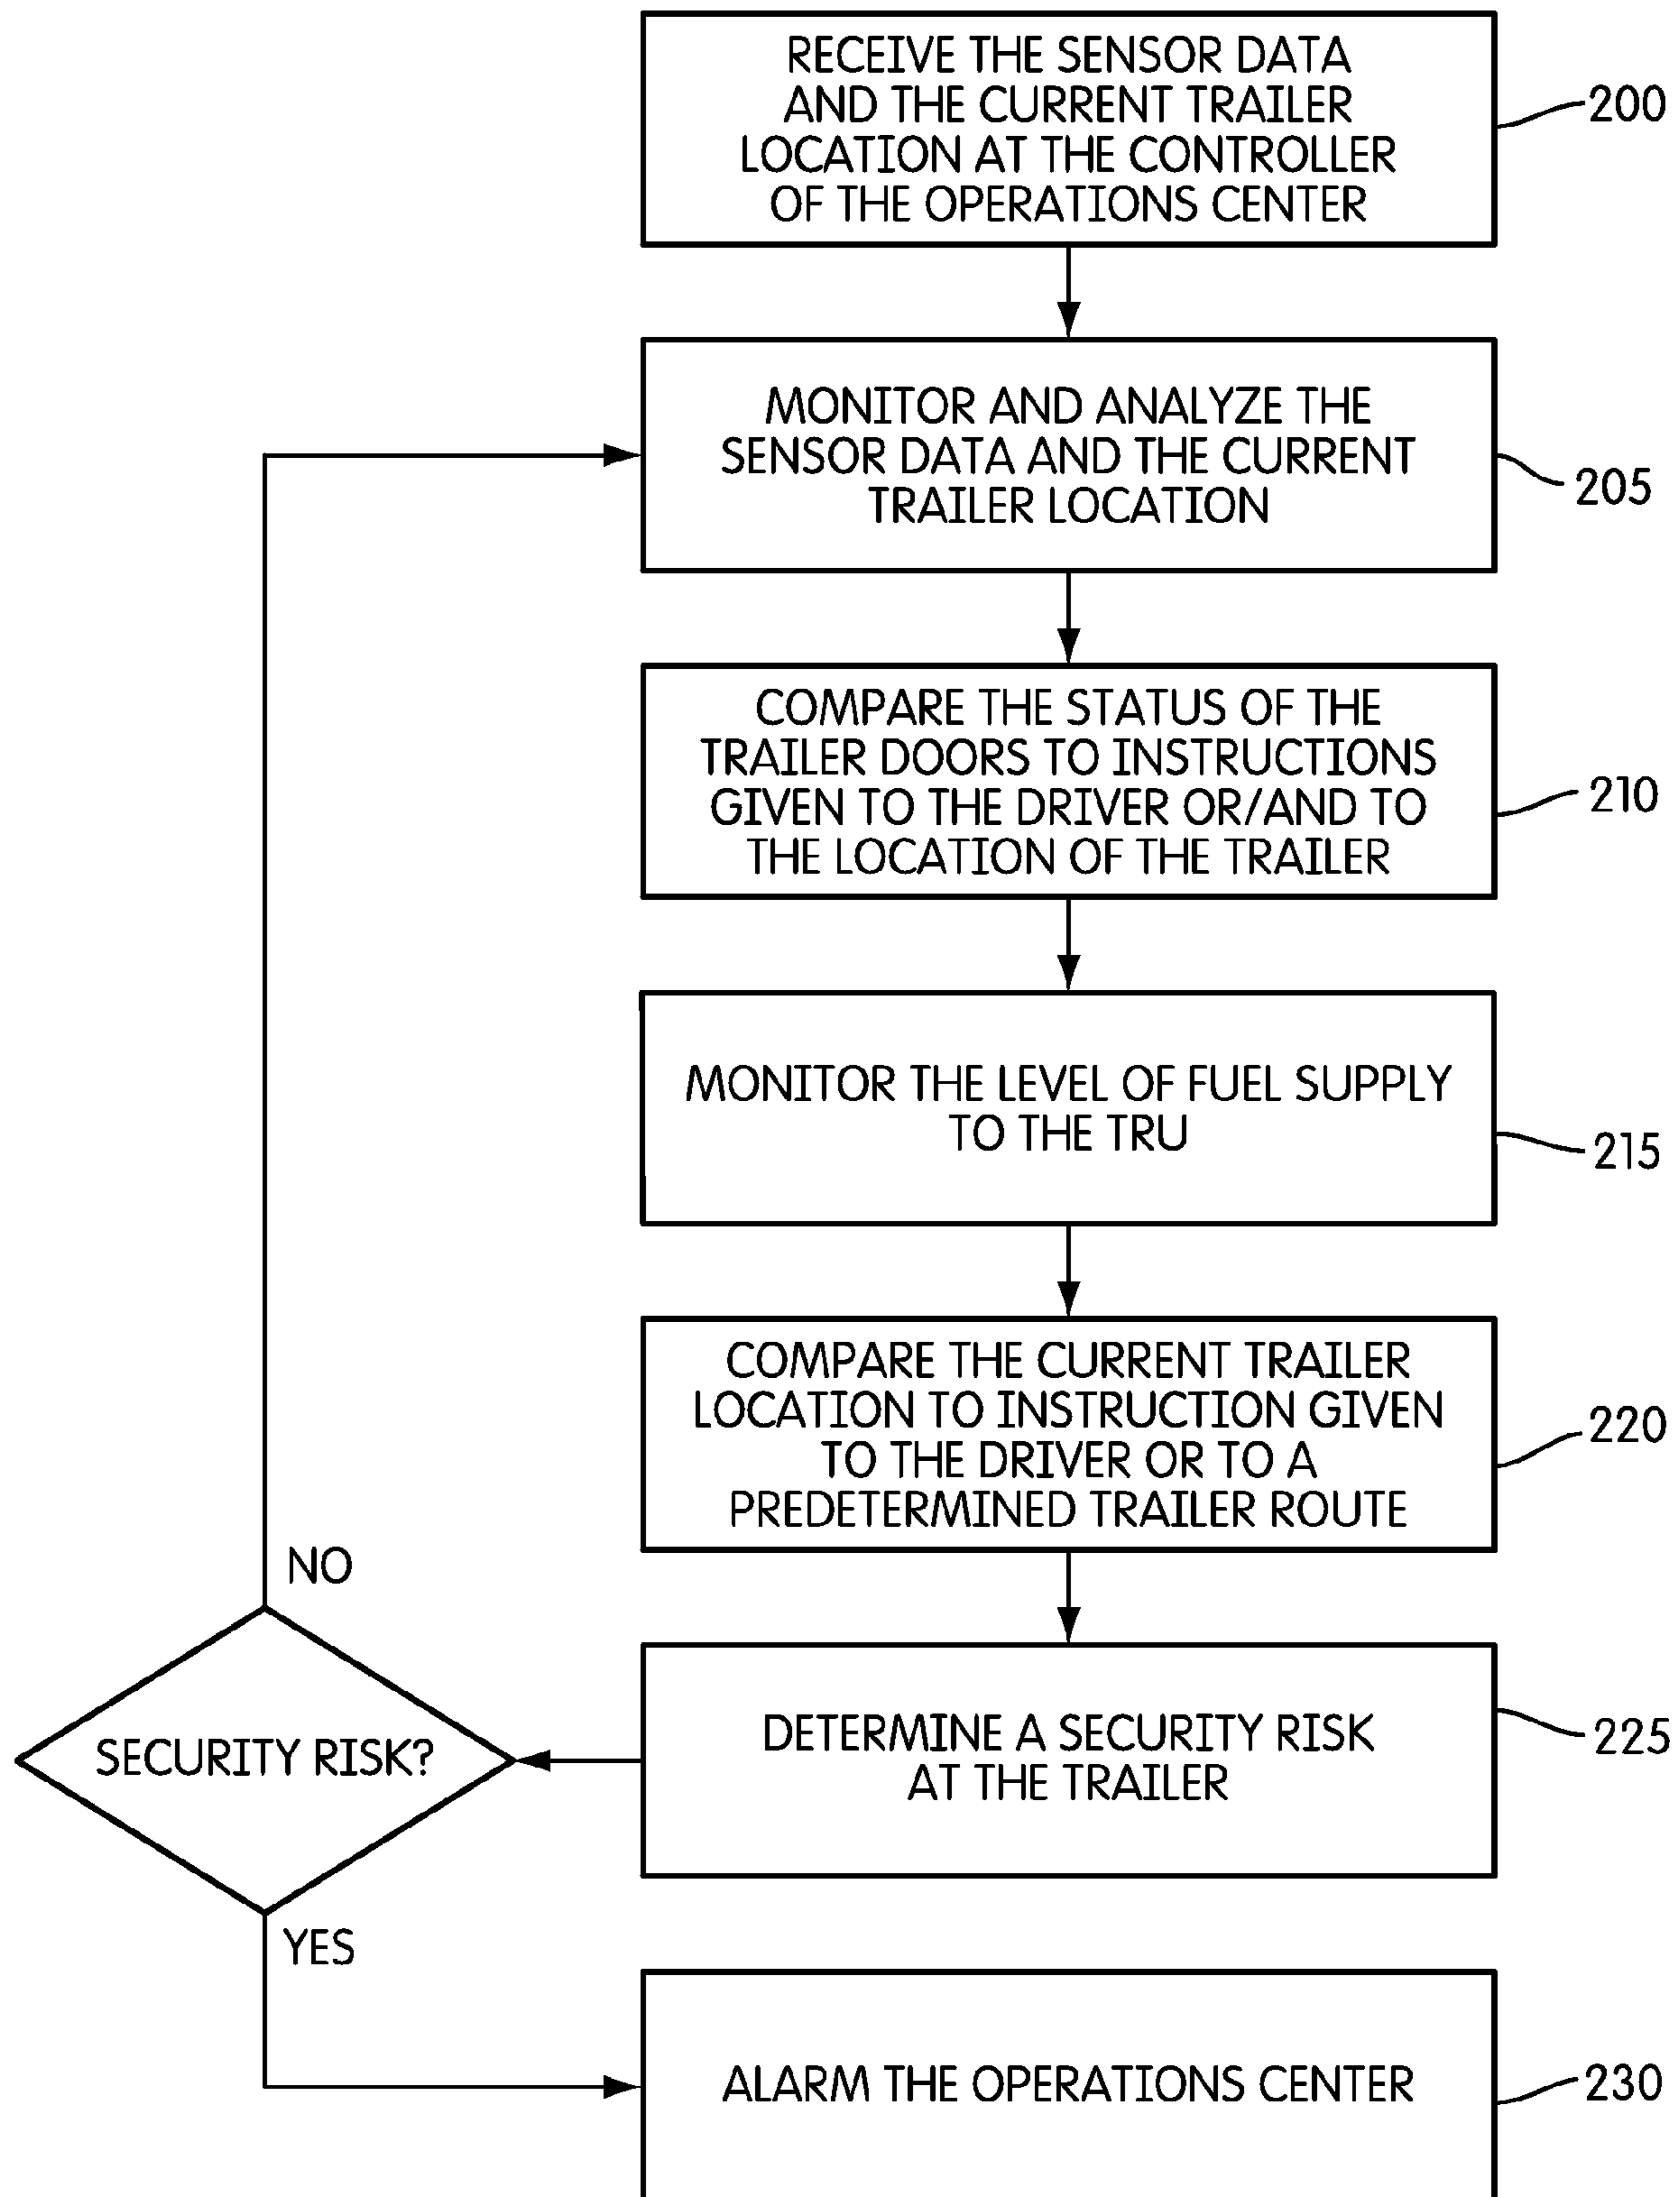 RECEIVE THE SENSOR DATA
AND THE CURRENT TRAILER
LOCATION AT THE CONTROLLER
OF THE OPERATIONS CENTER
200
MONITOR AND ANALYZE THE
SENSOR DATA AND THE CURRENT
TRAILER LOCATION
205
COMPARE THE STATUS OF THE
TRAILER DOORS TO INSTRUCTIONS
GIVEN TO THE DRIVER OR/AND TO
THE LOCATION OF THE TRAILER
210
MONITOR THE LEVEL OF FUEL SUPPLY
TO THE TRU
215
COMPARE THE CURRENT TRAILER
LOCATION TO INSTRUCTION GIVEN
TO THE DRIVER OR TO A
PREDETERMINED TRAILER ROUTE
220
DETERMINE A SECURITY RISK
AT THE TRAILER
225
SECURITY RISK?
NO
YES
ALARM THE OPERATIONS CENTER
230